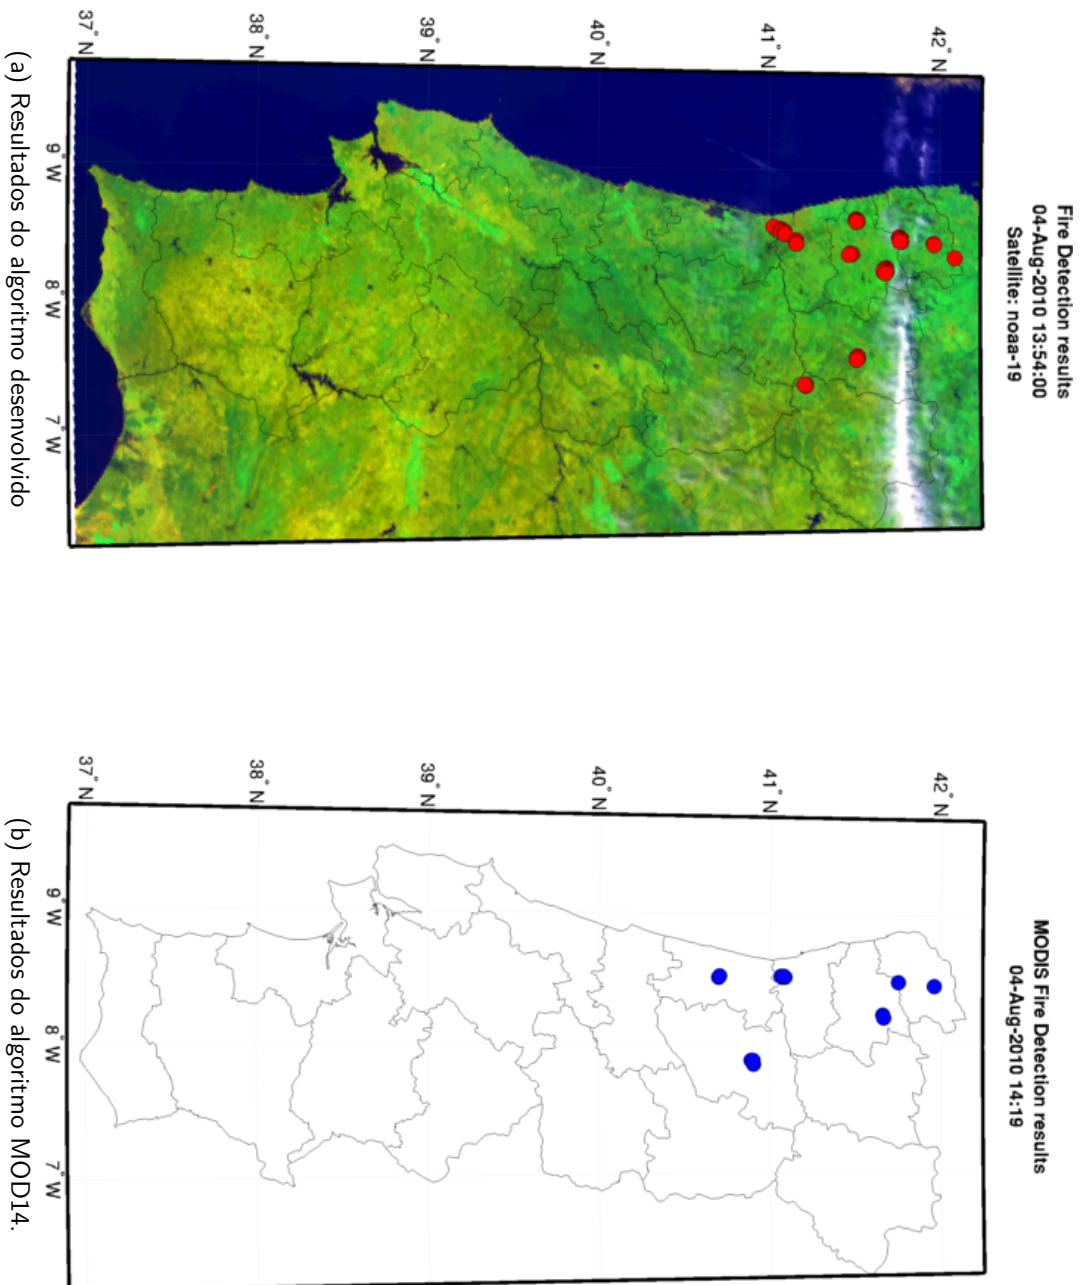 Fire Detection results
04-Aug-2010 13:54:00
Satellite: noaa-19
42° N
41° N
40° N
39° N
38° N
37° N
9° W
8° W
7° W
(a) Resultados do algoritmo desenvolvido
MODIS Fire Detection results
04-Aug-2010 14:19
42° N
41° N
40° N
39° N
38° N
37° N
9° W
8° W
7° W
(b) Resultados do algoritmo MOD14.